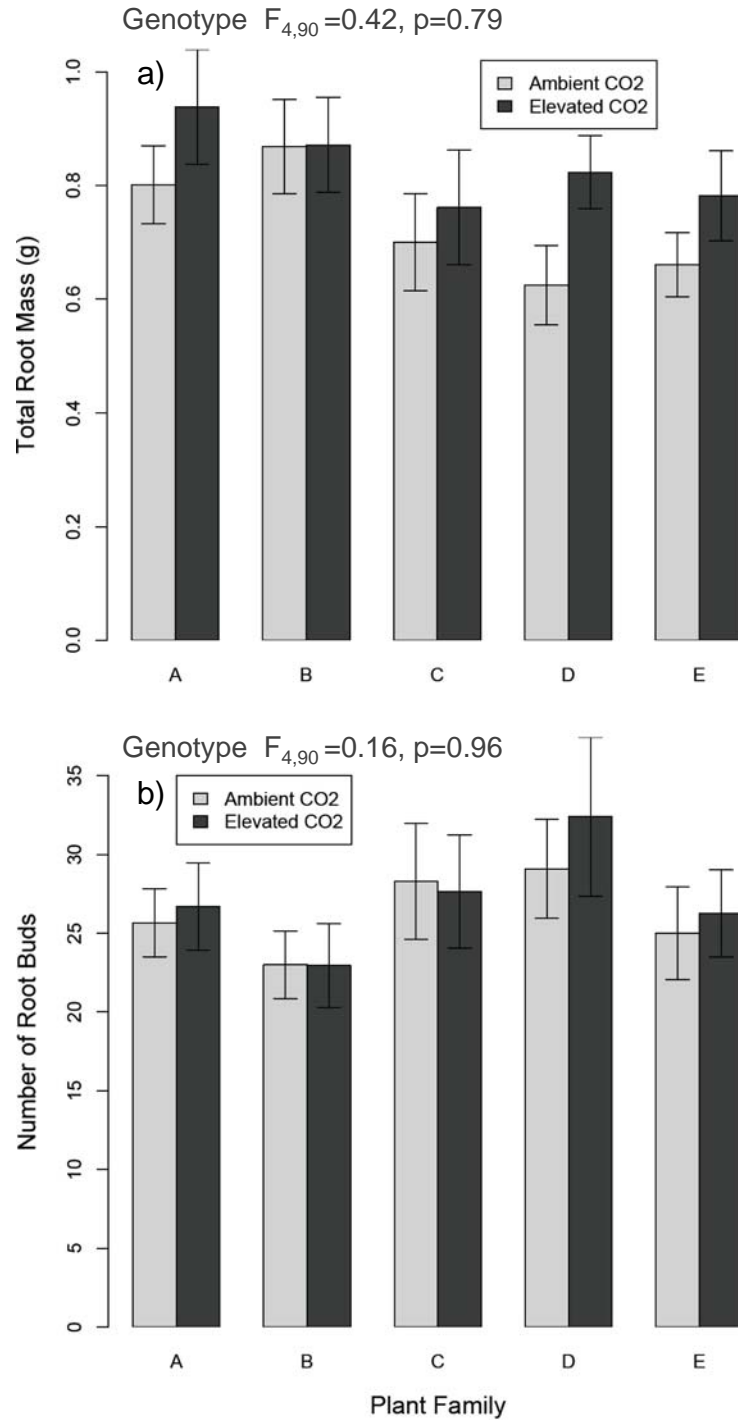 Genotype F4,90 =0.42, p=0.79
a)
Ambient CO2
Elevated CO2
Total Root Mass (g)
1.0
0.8
0.6
0.4
0.2
0.0
A B C D E
Genotype F4,90 =0.16, p=0.96
b)
Ambient CO2
Elevated CO2
Number of Root Buds
35
30
25
20
15
10
5
0
A B C D E
Plant Family